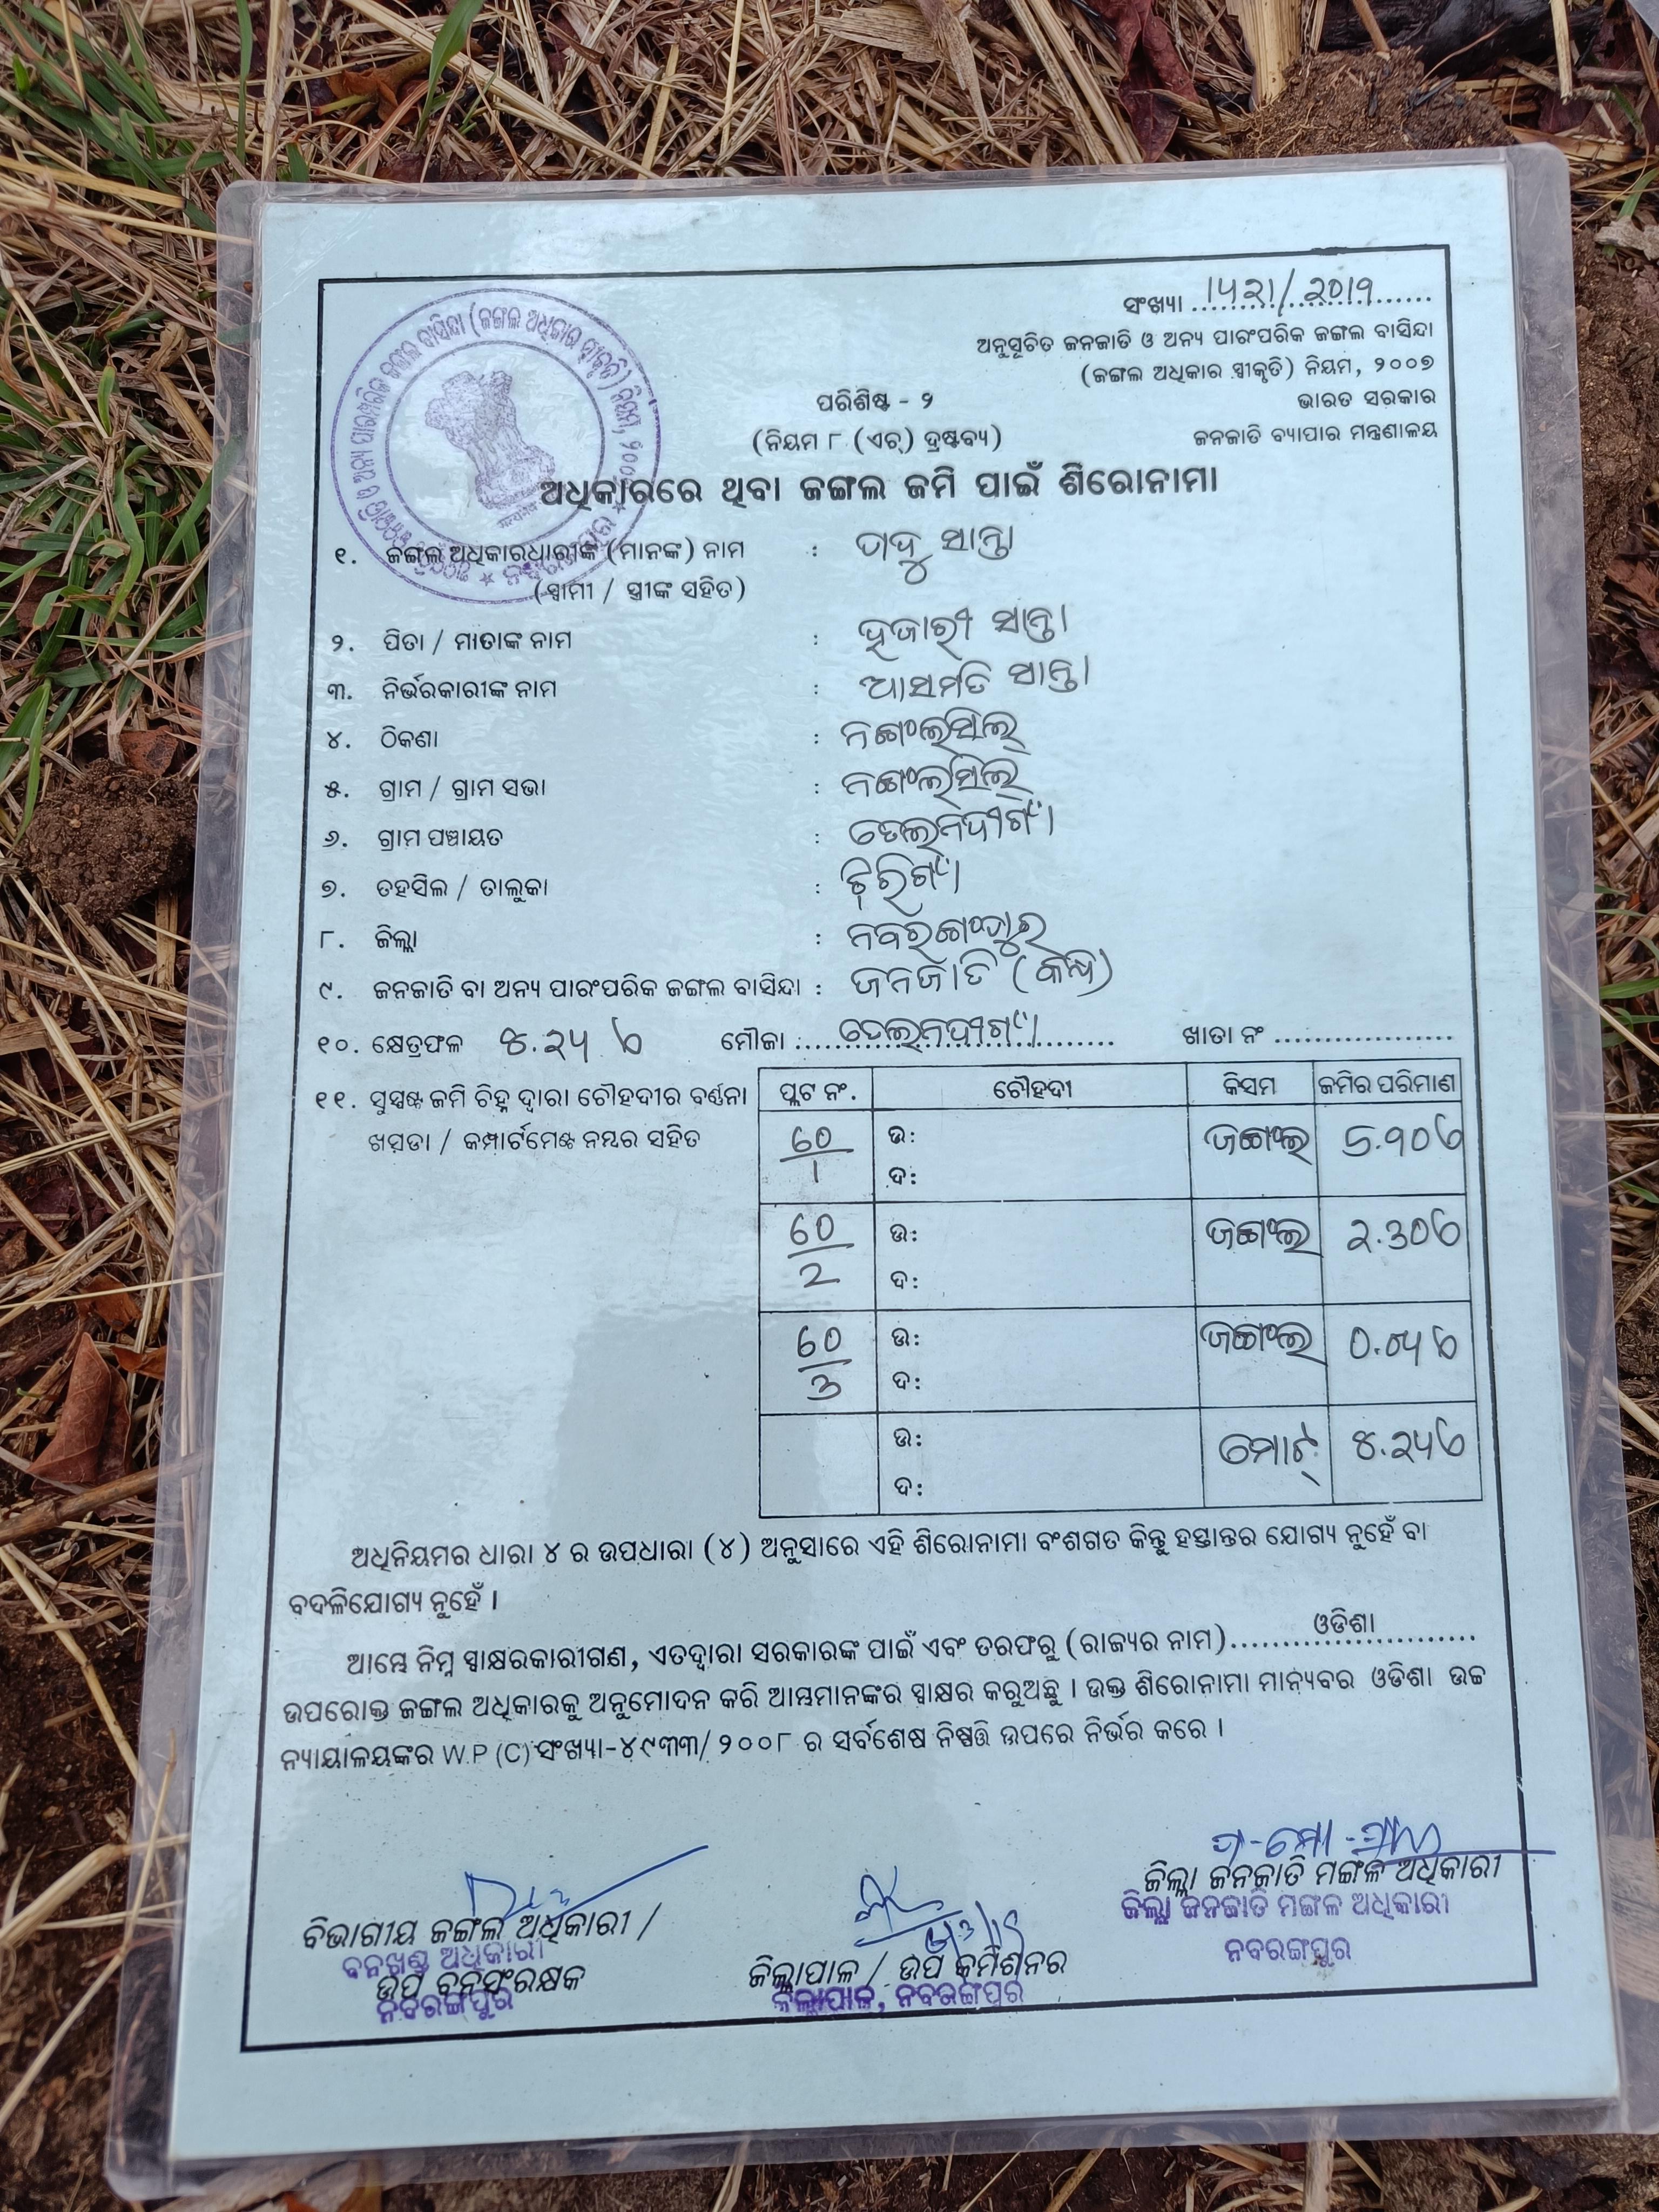 ସଂଖ୍ୟା ୲୳୨୲/୨୦୧୨
ଅନୁସୂଚିତ ଜନଜାତି ଓ ଅନ୍ୟ ପାରଂପରିକ ଜଙ୍ଗଲ ବାସିନ୍ଦା
(ଜଙ୍ଗଲ ଅଧିକାର ସ୍ୱୀକୃତି) ନିୟମ, ୨୦୦୭
ପରିଶିଷ୍ଟ - ୨
ଭାରତ ସରକାର
(ନିୟମ ୮ (ଏଚ୍) ଦ୍ରଷ୍ଟବ୍ୟ)
ଜନଜାତି ବ୍ୟାପାର ମନ୍ତ୍ରଣାଳୟ
ଅଧିକାରରେ ଥିବା ଜଙ୍ଗଲ ଜମି ପାଇଁ ଶିରୋନାମା
୧. ଜଙ୍ଗଲ ଅଧିକାରଧାରୀଙ୍କ (ମାନଙ୍କ) ନାମ : ସାନ୍ତା
(ସ୍ୱାମୀ / ସ୍ତ୍ରୀଙ୍କ ସହିତ)
୨. ପିତା / ମାତାଙ୍କ ନାମ : ହଜାରୀ ସାନ୍ତା
୩. ନିର୍ଭରକାରୀଙ୍କ ନାମ : ଆସମତି ସାନ୍ତା
୪. ଠିକଣା :
୫. ଗ୍ରାମ / ଗ୍ରାମ ସଭା :
୬. ଗ୍ରାମ ପଞ୍ଚାୟତ : ତେଲନଦୀଗାଁ
୭. ତହସିଲ / ତାଲୁକା : ଝରିଗାଁ
୮. ଜିଲ୍ଲା : ନବରଙ୍ଗପୁର
୯. ଜନଜାତି ବା ଅନ୍ୟ ପାରଂପରିକ ଜଙ୍ଗଲ ବାସିନ୍ଦା : ଜନଜାତି (କନ୍ଧ)
୧୦. କ୍ଷେତ୍ରଫଳ ମୌଜା ତେଲନଦୀଗାଁ ଖାତା ନଂ
୧୧. ସୁସ୍ପଷ୍ଟ ଜମି ଚିହ୍ନ ଦ୍ୱାରା ଚୌହଦୀର ବର୍ଣ୍ଣନା
ଖସଡା / କମ୍ପାର୍ଟମେଣ୍ଟ ନମ୍ବର ସହିତ
ପ୍ଲଟ ନଂ. ଚୌହଦୀ କିସମ ଜମିର ପରିମାଣ
60/1 ଉ: ଜଙ୍ଗଲ
ଦ:
60/2 ଉ: ଜଙ୍ଗଲ
ଦ:
60/3 ଉ: ଜଙ୍ଗଲ
ଦ:
ଉ: ମୋଟ୍
ଦ:
ଅଧିନିୟମର ଧାରା ୪ ର ଉପଧାରା (୪) ଅନୁସାରେ ଏହି ଶିରୋନାମା ବଂଶଗତ କିନ୍ତୁ ହସ୍ତାନ୍ତର ଯୋଗ୍ୟ ନୁହେଁ ବା
ବଦଳିଯୋଗ୍ୟ ନୁହେଁ ।
ଆମ୍ଭେ ନିମ୍ନ ସ୍ୱାକ୍ଷରକାରୀଗଣ, ଏତଦ୍ୱାରା ସରକାରଙ୍କ ପାଇଁ ଏବଂ ତରଫରୁ (ରାଜ୍ୟର ନାମ) ଓଡିଶା
ଉପରୋକ୍ତ ଜଙ୍ଗଲ ଅଧିକାରକୁ ଅନୁମୋଦନ କରି ଆମ୍ଭମାନଙ୍କର ସ୍ୱାକ୍ଷର କରୁଅଛୁ । ଉକ୍ତ ଶିରୋନାମା ମାନ୍ୟବର ଓଡିଶା ଉଚ୍ଚ
ନ୍ୟାୟାଳୟଙ୍କର W.P (C) ସଂଖ୍ୟା-୪୯୩୩/୨୦୦୮ ର ସର୍ବଶେଷ ନିଷ୍ପତ୍ତି ଉପରେ ନିର୍ଭର କରେ ।
ଜିଲ୍ଲା ଜନଜାତି ମଙ୍ଗଳ ଅଧିକାରୀ
ଜିଲ୍ଲା ଜନଜାତି ମଙ୍ଗଳ ଅଧିକାରୀ
ନବରଙ୍ଗପୁର
ବିଭାଗୀୟ ଜଙ୍ଗଲ ଅଧିକାରୀ /
ବନଖଣ୍ଡ ଅଧିକାରୀ
ଉପ ବନସଂରକ୍ଷକ
ନବରଙ୍ଗପୁର
ଜିଲ୍ଲାପାଳ / ଉପ କମିଶନର
ଜିଲ୍ଲାପାଳ, ନବରଙ୍ଗପୁର